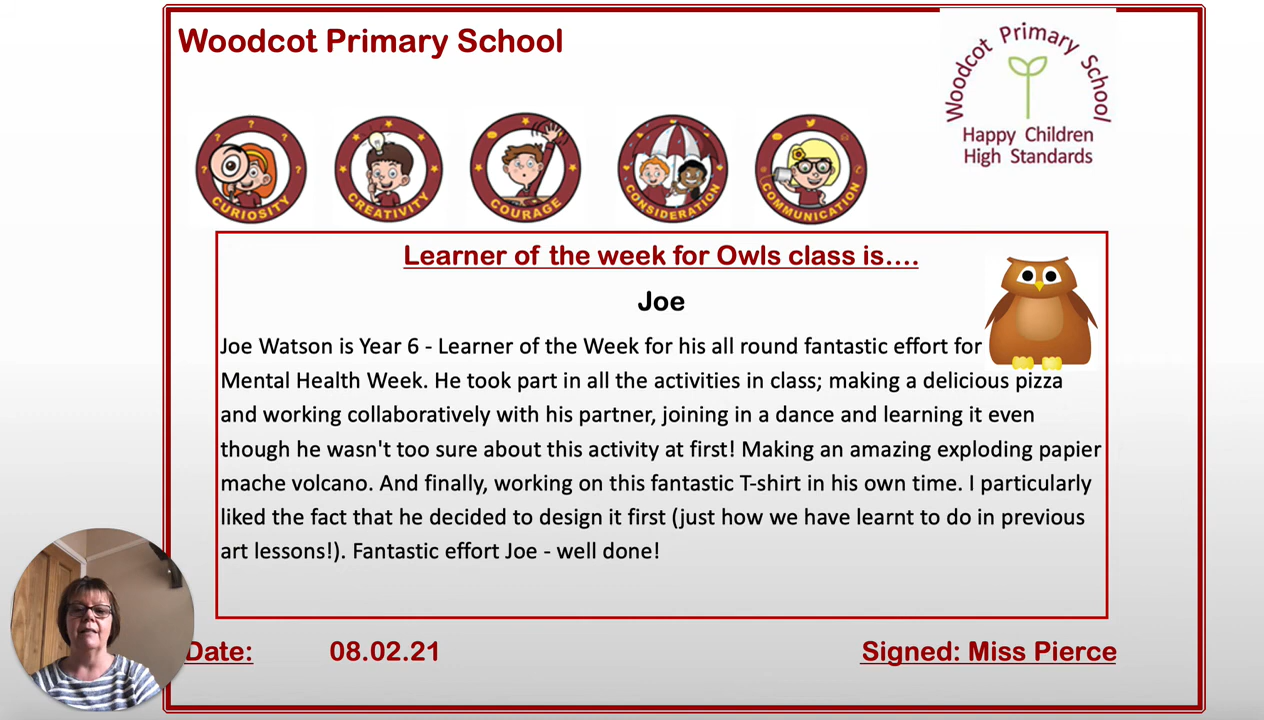 Woodcot Primary School
Woodcot Primary School
Happy Children
High Standards
CURIOSITY
CREATIVITY
COURAGE
CONSIDERATION
COMMUNICATION
Learner of the week for Owls class is....
Joe
Joe Watson is Year 6 - Learner of the Week for his all round fantastic effort for
Mental Health Week. He took part in all the activities in class; making a delicious pizza
and working collaboratively with his partner, joining in a dance and learning it even
though he wasn't too sure about this activity at first! Making an amazing exploding papier
mache volcano. And finally, working on this fantastic T-shirt in his own time. I particularly
liked the fact that he decided to design it first (just how we have learnt to do in previous
art lessons!). Fantastic effort Joe - well done!
Date: 08.02.21 Signed: Miss Pierce